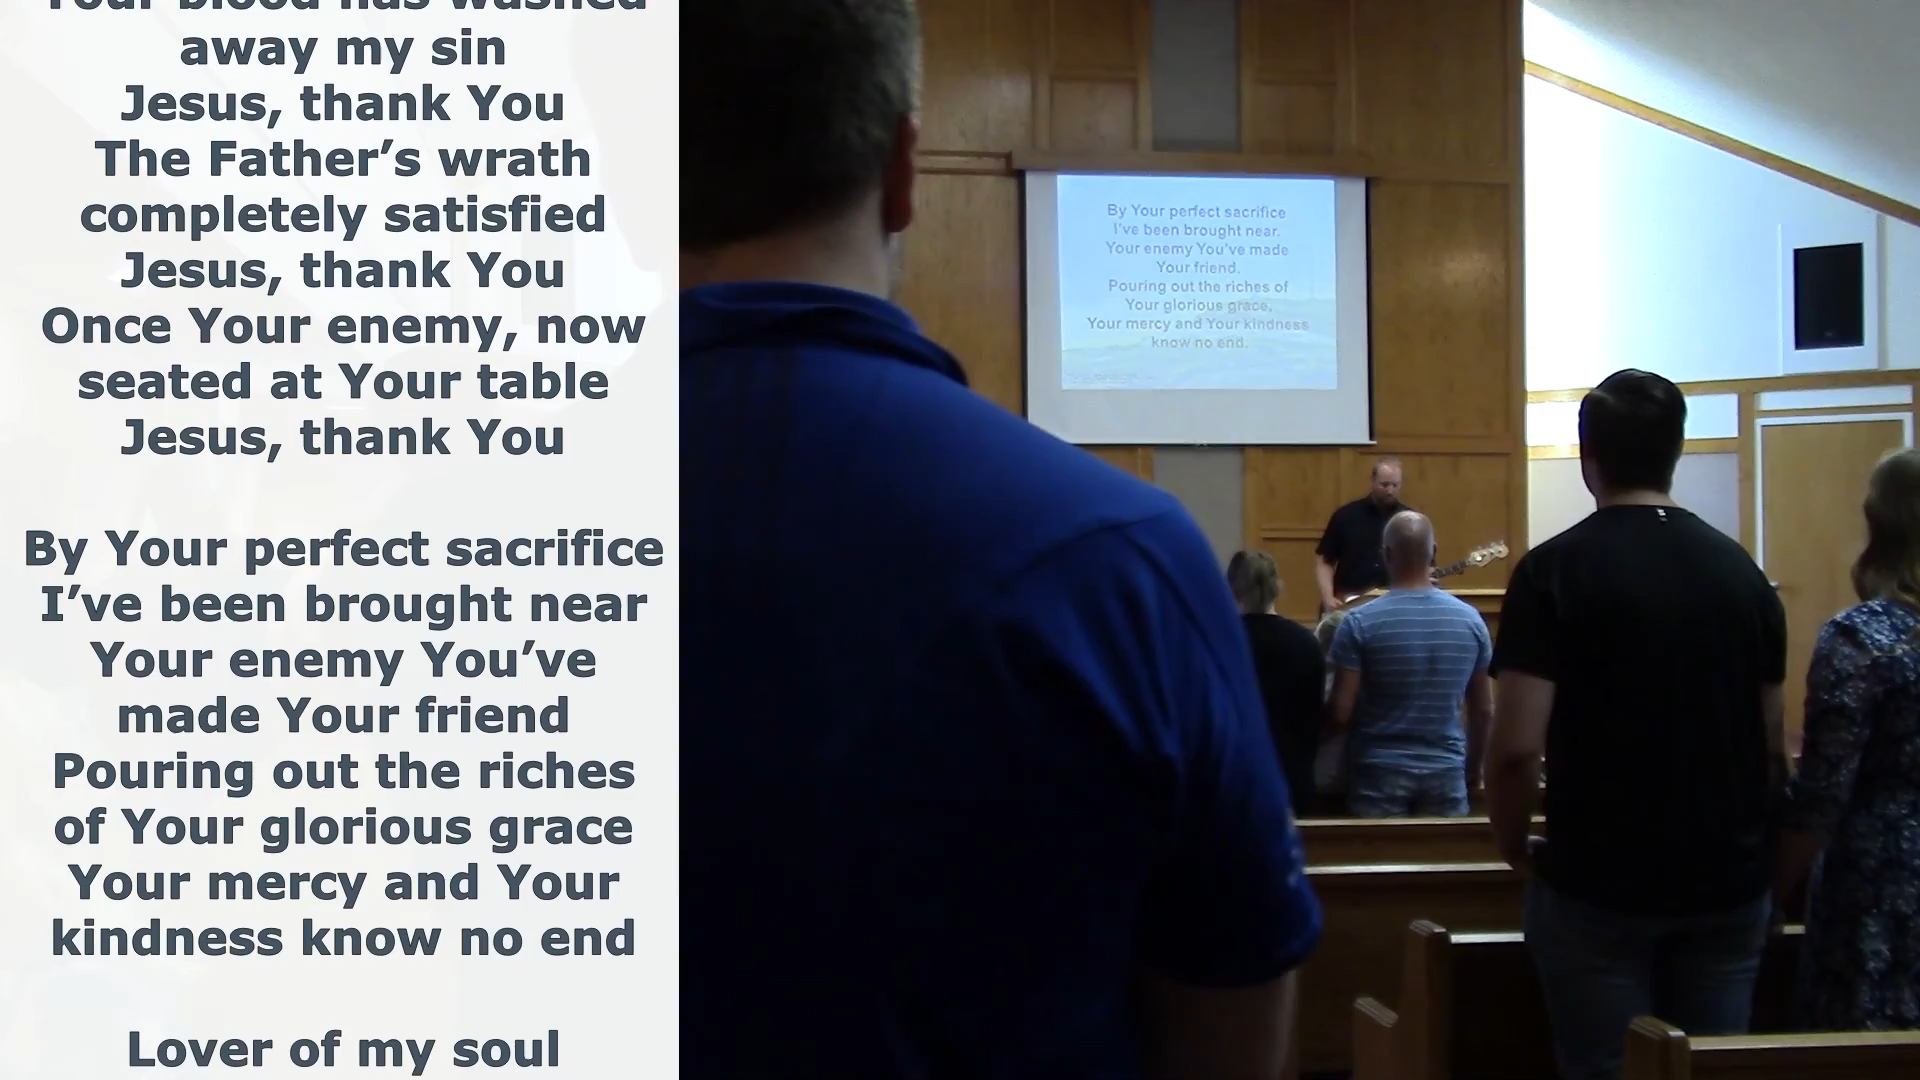 Your blood has washed
away my sin
Jesus, thank You
The Father’s wrath
completely satisfied
Jesus, thank You
Once Your enemy, now
seated at Your table
Jesus, thank You
By Your perfect sacrifice
I’ve been brought near
Your enemy You’ve
made Your friend
Pouring out the riches
of Your glorious grace
Your mercy and Your
kindness know no end
Lover of my soul
By Your perfect sacrifice
I've been brought near.
Your enemy You've made
Your friend.
Pouring out the riches of
Your glorious grace,
Your mercy and Your kindness
know no end.